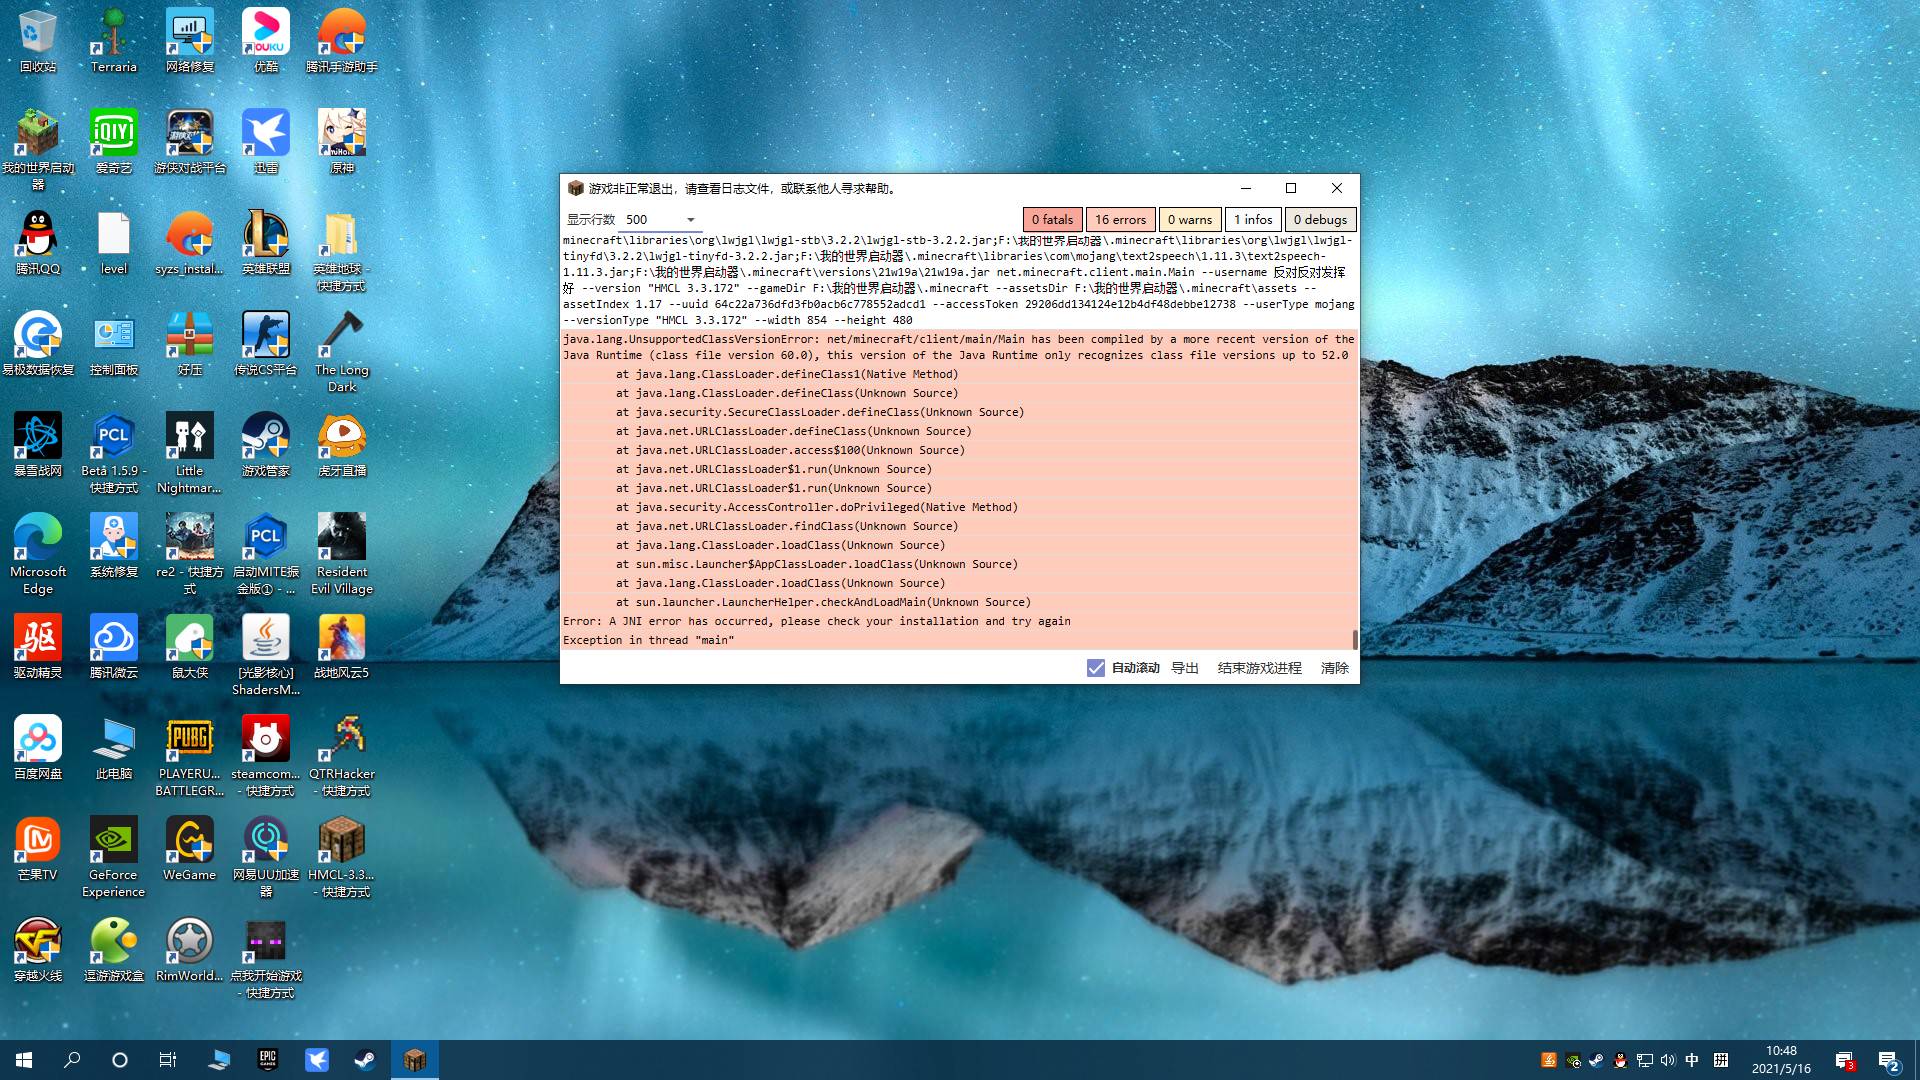 回收站
Terraria
网络修复
优酷
腾讯手游助手
我的世界启动
器
爱奇艺
游侠对战平台
迅雷
原神
腾讯QQ
level
syzs_instal...
英雄联盟
英雄地球 -
快捷方式
易极数据恢复
控制面板
好压
传说CS平台
The Long
Dark
暴雪战网
Beta 1.5.9 -
快捷方式
Little
Nightmar...
游戏管家
虎牙直播
Microsoft
Edge
系统修复
re2 - 快捷方
式
启动MITE振
金版① - ...
Resident
Evil Village
驱动精灵
腾讯微云
鼠大侠
[光影核心]
ShadersM...
战地风云5
百度网盘
此电脑
PLAYERU...
BATTLEGR...
steamcom...
- 快捷方式
QTRHacker
- 快捷方式
芒果TV
GeForce
Experience
WeGame
网易UU加速
器
HMCL-3.3...
- 快捷方式
穿越火线
逗游游戏盒
RimWorld...
点我开始游戏
- 快捷方式
游戏非正常退出，请查看日志文件，或联系他人寻求帮助。
显示行数 500
0 fatals 16 errors 0 warns 1 infos 0 debugs
minecraft\libraries\org\lwjgl\lwjgl-stb\3.2.2\lwjgl-stb-3.2.2.jar;F:\我的世界启动器\.minecraft\libraries\org\lwjgl\lwjgl-
tinyfd\3.2.2\lwjgl-tinyfd-3.2.2.jar;F:\我的世界启动器\.minecraft\libraries\com\mojang\text2speech\1.11.3\text2speech-
1.11.3.jar;F:\我的世界启动器\.minecraft\versions\21w19a\21w19a.jar net.minecraft.client.main.Main --username 反对反对发挥
好 --version "HMCL 3.3.172" --gameDir F:\我的世界启动器\.minecraft --assetsDir F:\我的世界启动器\.minecraft\assets --
assetIndex 1.17 --uuid 64c22a736dfd3fb0acb6c778552adcd1 --accessToken 29206dd134124e12b4df48debbe12738 --userType mojang
--versionType "HMCL 3.3.172" --width 854 --height 480
java.lang.UnsupportedClassVersionError: net/minecraft/client/main/Main has been compiled by a more recent version of the
Java Runtime (class file version 60.0), this version of the Java Runtime only recognizes class file versions up to 52.0
at java.lang.ClassLoader.defineClass1(Native Method)
at java.lang.ClassLoader.defineClass(Unknown Source)
at java.security.SecureClassLoader.defineClass(Unknown Source)
at java.net.URLClassLoader.defineClass(Unknown Source)
at java.net.URLClassLoader.access$100(Unknown Source)
at java.net.URLClassLoader$1.run(Unknown Source)
at java.net.URLClassLoader$1.run(Unknown Source)
at java.security.AccessController.doPrivileged(Native Method)
at java.net.URLClassLoader.findClass(Unknown Source)
at java.lang.ClassLoader.loadClass(Unknown Source)
at sun.misc.Launcher$AppClassLoader.loadClass(Unknown Source)
at java.lang.ClassLoader.loadClass(Unknown Source)
at sun.launcher.LauncherHelper.checkAndLoadMain(Unknown Source)
Error: A JNI error has occurred, please check your installation and try again
Exception in thread "main"
自动滚动 导出 结束游戏进程 清除
中 拼
10:48
2021/5/16
3
2